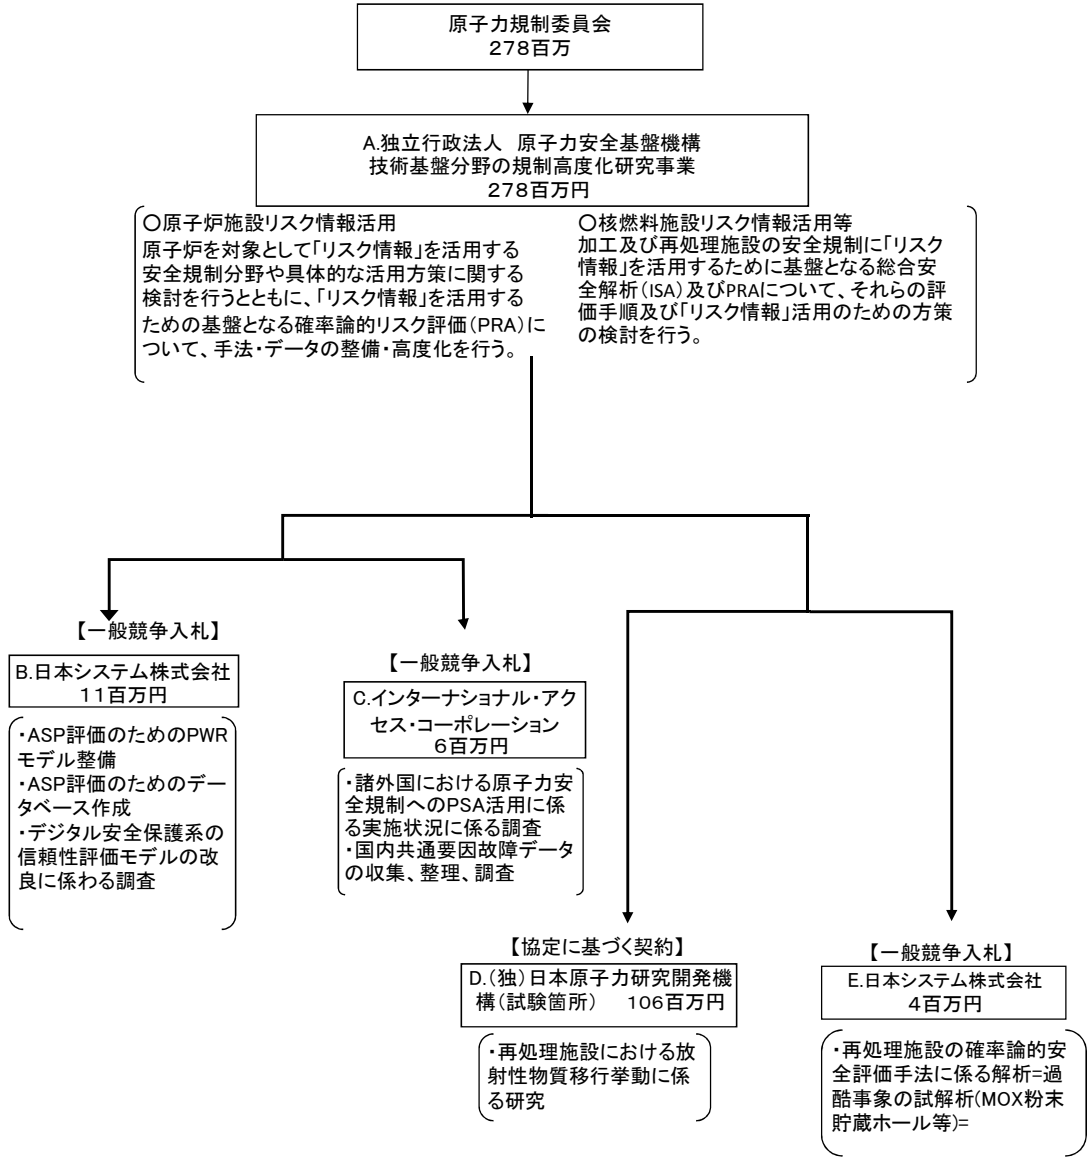 原子力規制委員会
278百万
A.独立行政法人　原子力安全基盤機構
技術基盤分野の規制高度化研究事業
278百万円
○原子炉施設リスク情報活用
原子炉を対象として「リスク情報」を活用する
安全規制分野や具体的な活用方策に関する
検討を行うとともに、「リスク情報」を活用する
ための基盤となる確率論的リスク評価（PRA）に
ついて、手法・データの整備・高度化を行う。
○核燃料施設リスク情報活用等
加工及び再処理施設の安全規制に「リスク
情報」を活用するために基盤となる総合安
全解析（ISA）及びPRAについて、それらの評
価手順及び「リスク情報」活用のための方策
の検討を行う。
【一般競争入札】
B.日本システム株式会社
11百万円
・ASP評価のためのPWR
モデル整備
・ASP評価のためのデー
タベース作成
・デジタル安全保護系の
信頼性評価モデルの改
良に係わる調査
【一般競争入札】
C.インターナショナル・アク
セス・コーポレーション
6百万円
・諸外国における原子力安
全規制へのPSA活用に係
る実施状況に係る調査
・国内共通要因故障データ
の収集、整理、調査
【協定に基づく契約】
D.（独）日本原子力研究開発機
構（試験箇所）　106百万円
・再処理施設における放
射性物質移行挙動に係
る研究
【一般競争入札】
E.日本システム株式会社
4百万円
・再処理施設の確率論的安
全評価手法に係る解析=過
酷事象の試解析(MOX粉末
貯蔵ホール等)=